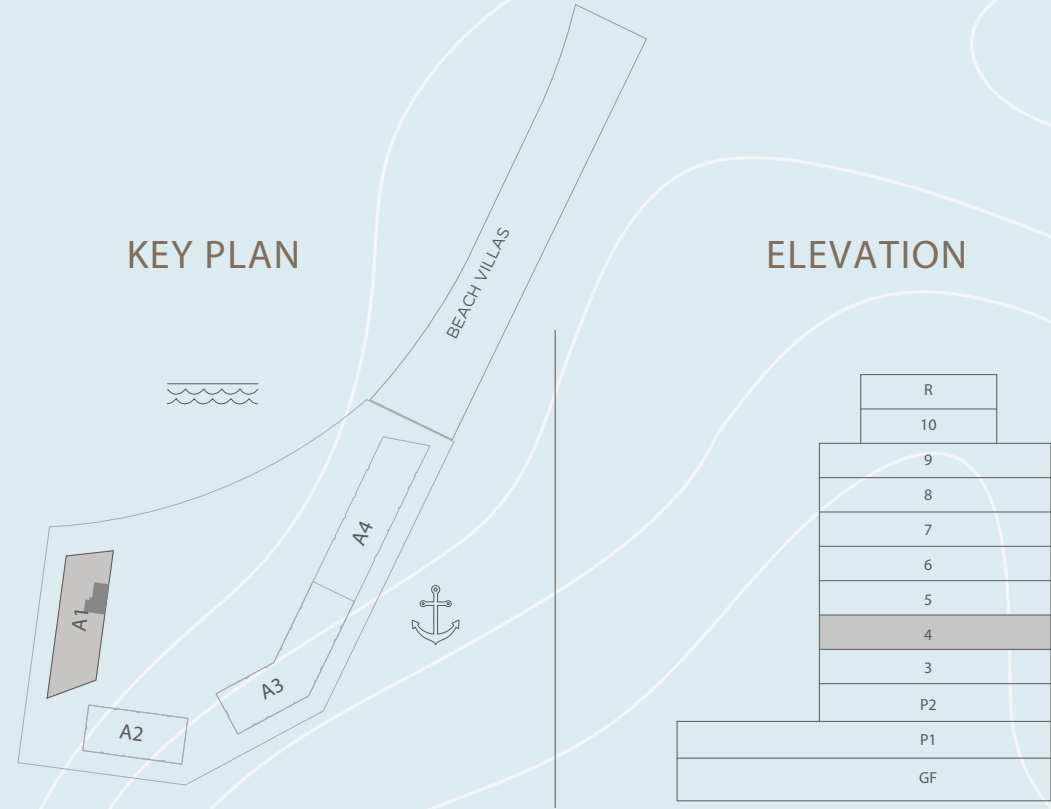 KEY PLAN
BEACH VILLAS
A4
A1
A3
A2
ELEVATION
R
10
9
8
7
6
5
4
3
P2
P1
GF